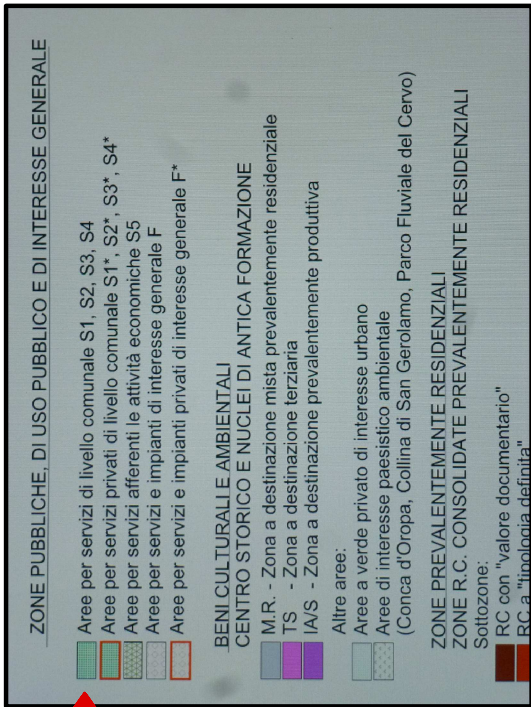 ZONE PUBBLICHE, DI USO PUBBLICO E DI INTERESSE GENERALE
Aree per servizi di livello comunale S1, S2, S3, S4
Aree per servizi privati di livello comunale S1*, S2*, S3*, S4*
Aree per servizi afferenti le attività economiche S5
Aree per servizi e impianti di interesse generale F
Aree per servizi e impianti privati di interesse generale F*
BENI CULTURALI E AMBIENTALI
CENTRO STORICO E NUCLEI DI ANTICA FORMAZIONE
M.R. - Zona a destinazione mista prevalentemente residenziale
TS - Zona a destinazione terziaria
IA/S - Zona a destinazione prevalentemente produttiva
Altre aree:
Aree a verde privato di interesse urbano
Aree di interesse paesistico ambientale
(Conca d'Oropa, Collina di San Gerolamo, Parco Fluviale del Cervo)
ZONE PREVALENTEMENTE RESIDENZIALI
ZONE R.C. CONSOLIDATE PREVALENTEMENTE RESIDENZIALI
Sottozone:
RC con "valore documentario"
RC a "tipologia definita"